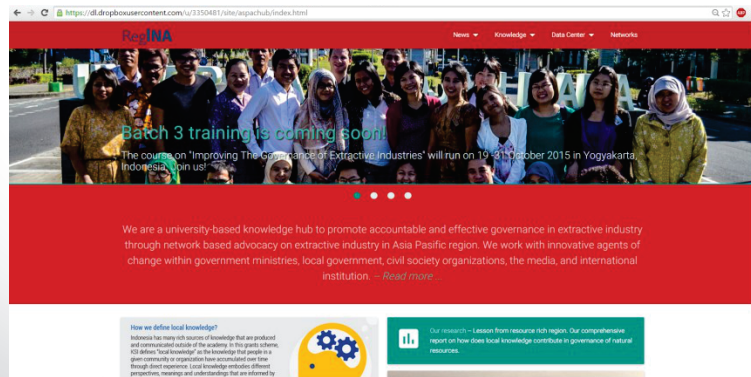 https://dl.dropboxusercontent.com/u/3350481/site/aspachub/index.html
RegINA
News Knowledge Data Center Networks
Batch 3 training is coming soon!
The course on "Improving The Governance of Extractive Industries" will run on 19 -31 October 2015 in Yogyakarta,
Indonesia. Join us!
We are a university-based knowledge hub to promote accountable and effective governance in extractive industry
through network based advocacy on extractive industry in Asia Pasific region. We work with innovative agents of
change within government ministries, local government, civil society organizations, the media, and international
institution. – Read more ...
How we define local knowledge?
Indonesia has many rich sources of knowledge that are produced
and communicated outside of the academy. In this grants scheme,
KSI defines "local knowledge" as the knowledge that people in a
given community or organization have accumulated over time
through direct experience. Local knowledge embodies different
perspectives, meanings and understandings that are informed by
Our research – Lesson from resource rich region. Our comprehensive
report on how does local knowledge contribute in governance of natural
resources.